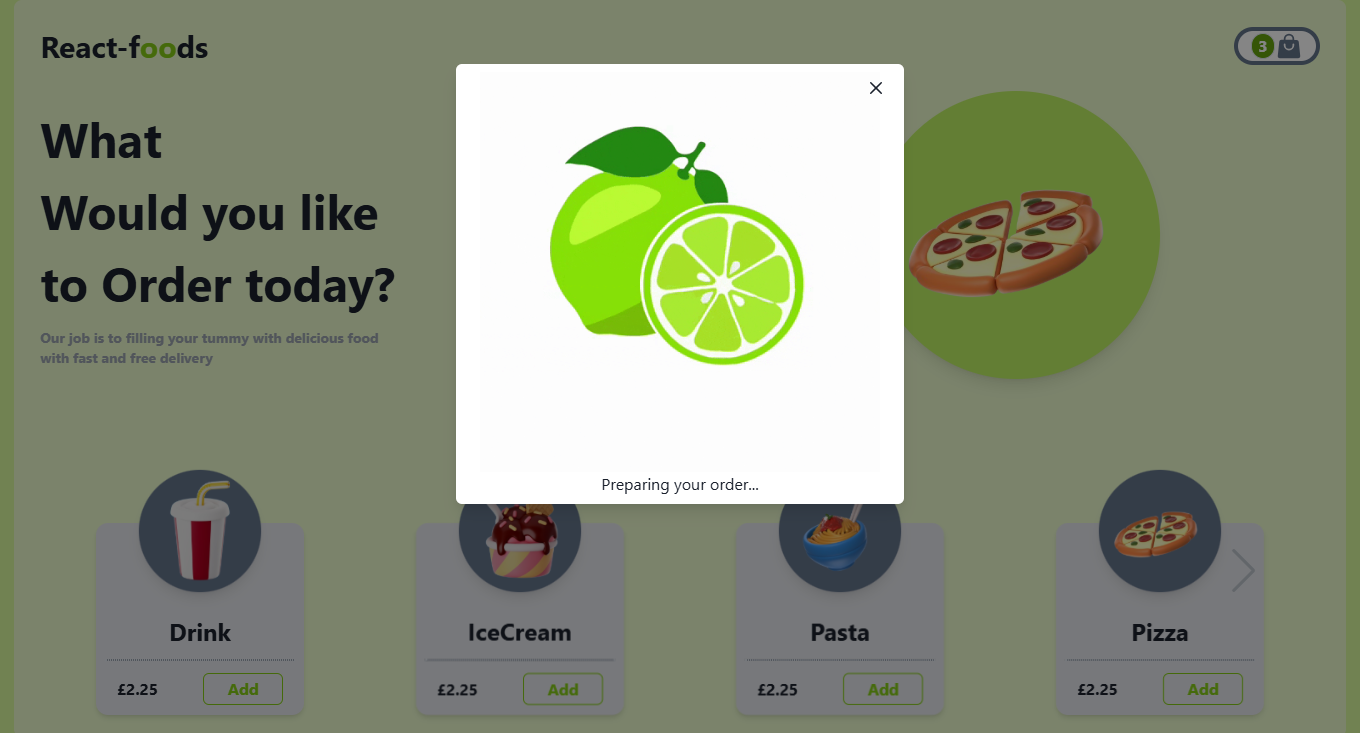 React-foods
3
What
Would you like
to Order today?
Our job is to filling your tummy with delicious food
with fast and free delivery
Preparing your order...
Drink
£2.25
Add
IceCream
£2.25
Add
Pasta
£2.25
Add
Pizza
£2.25
Add